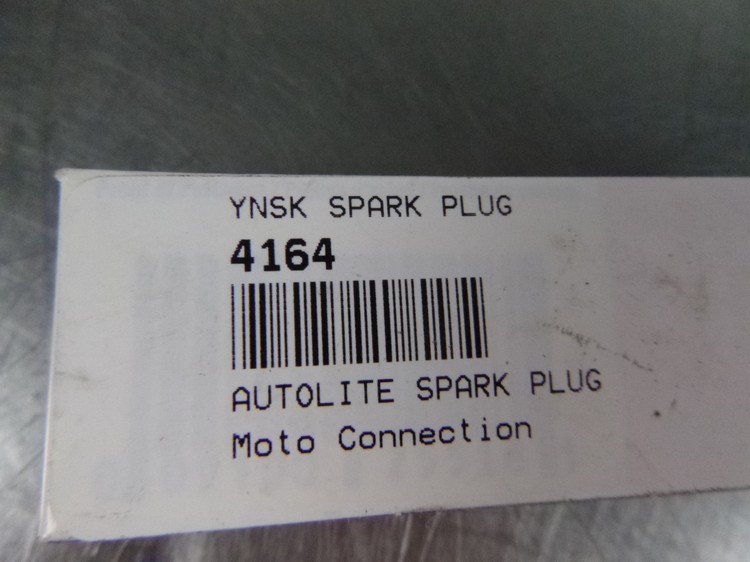 YNSK SPARK PLUG
4164
AUTOLITE SPARK PLUG
Moto Connection